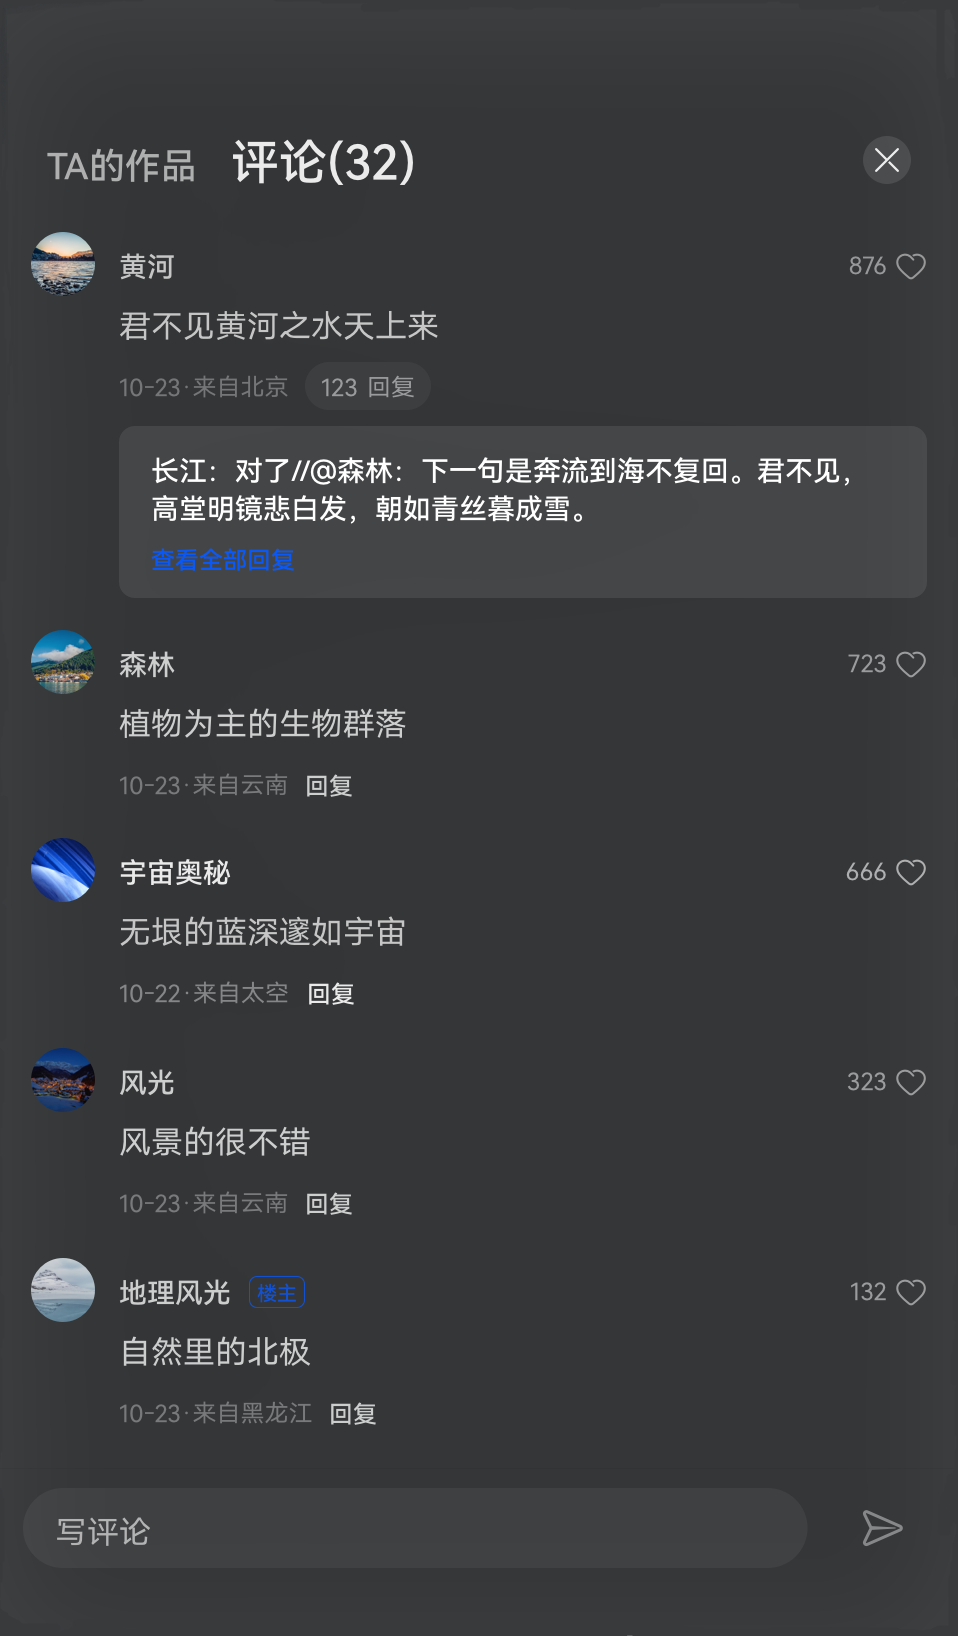 TA的作品 评论(32)
黄河 876
君不见黄河之水天上来
10-23·来自北京 123 回复
长江：对了//@森林：下一句是奔流到海不复回。君不见，
高堂明镜悲白发，朝如青丝暮成雪。
查看全部回复
森林 723
植物为主的生物群落
10-23·来自云南 回复
宇宙奥秘 666
无垠的蓝深邃如宇宙
10-22·来自太空 回复
风光 323
风景的很不错
10-23·来自云南 回复
地理风光 楼主 132
自然里的北极
10-23·来自黑龙江 回复
写评论